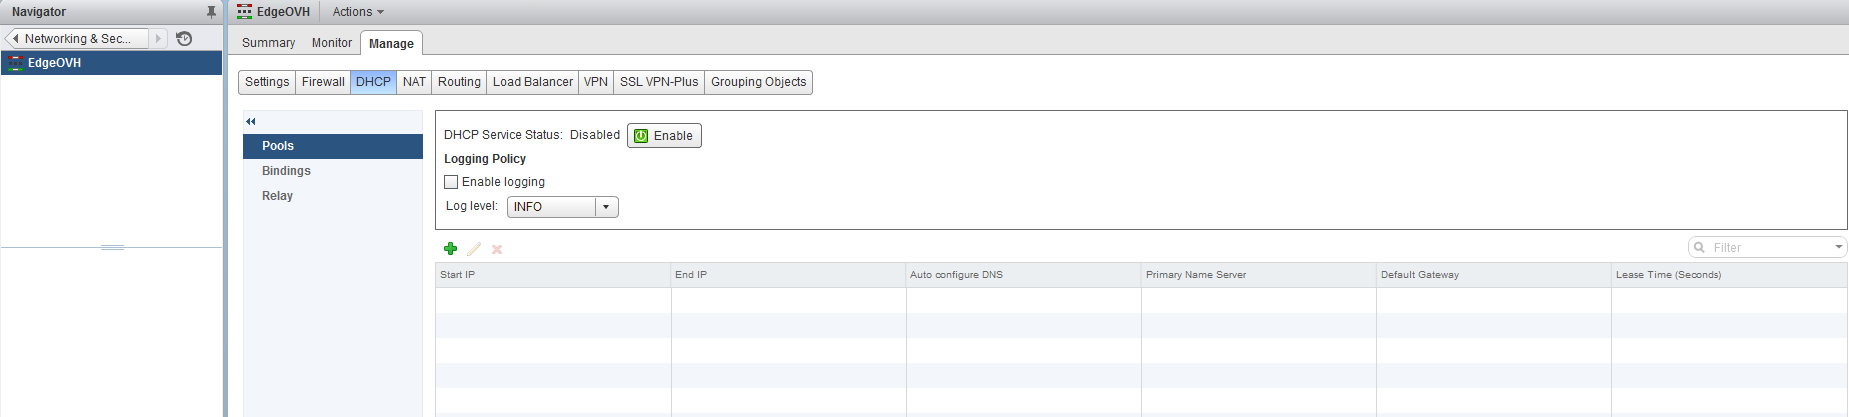 Navigator
EdgeOVH
Actions
Networking & Sec...
Summary
Monitor
Manage
EdgeOVH
Settings
Firewall
DHCP
NAT
Routing
Load Balancer
VPN
SSL VPN-Plus
Grouping Objects
Pools
Bindings
Relay
DHCP Service Status: Disabled
Enable
Logging Policy
Enable logging
Log level:
INFO
Filter
Start IP
End IP
Auto configure DNS
Primary Name Server
Default Gateway
Lease Time (Seconds)